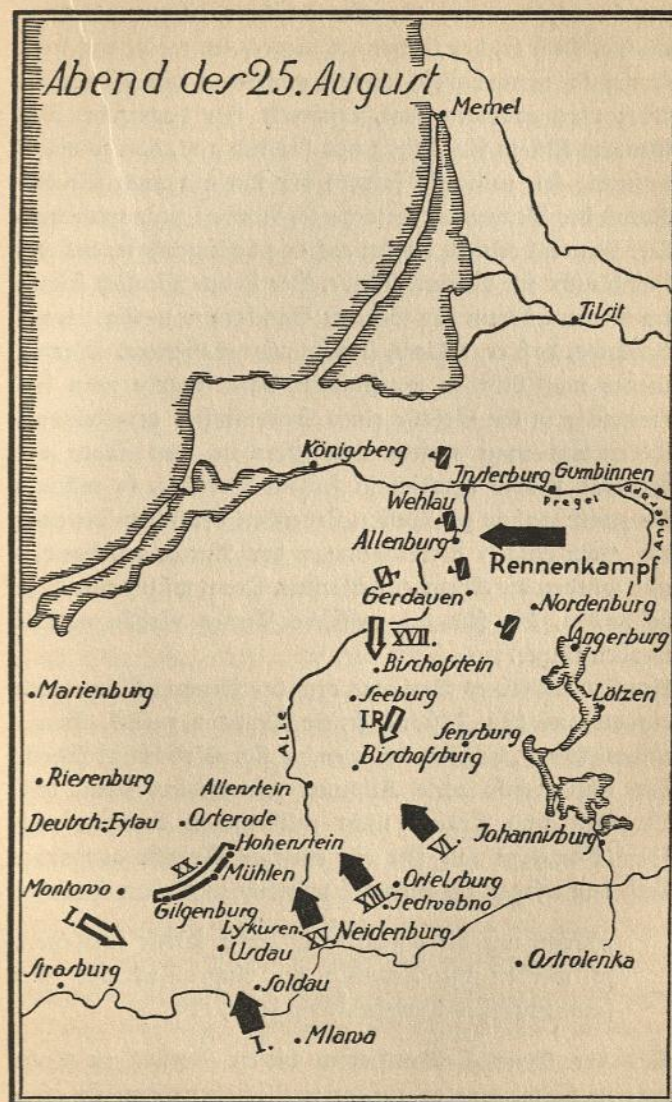 Abend des 25. August
Memel
Tilsit
Königsberg
Insterburg
Gumbinnen
Wehlau
Pregel
Angerapp
Allenburg
Rennenkampf
Gerdauen
Nordenburg
XVII.
Angerburg
Bischofstein
Marienburg
Seeburg
Lötzen
Alle
I.R.
Sensburg
Bischofsburg
Riesenburg
Allenstein
Deutsch-Eylau
Osterode
Johannisburg
Hohenstein
VI.
XX.
Mühlen
Ortelsburg
Montowo
XIII.
Jedwabno
Gilgenburg
I.
Lykusen
XV.
Neidenburg
Usdau
Ostrolenka
Strasburg
Soldau
I.
Mlawa